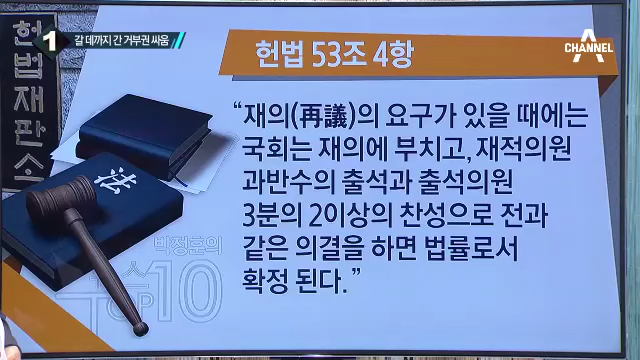 1 갈 데까지 간 거부권 싸움
CHANNEL A
헌법재판소
헌법 53조 4항
“재의(再議)의 요구가 있을 때에는
국회는 재의에 부치고, 재적의원
과반수의 출석과 출석의원
3분의 2이상의 찬성으로 전과
같은 의결을 하면 법률로서
확정 된다.”
法
박정훈의
뉴스
TOP10